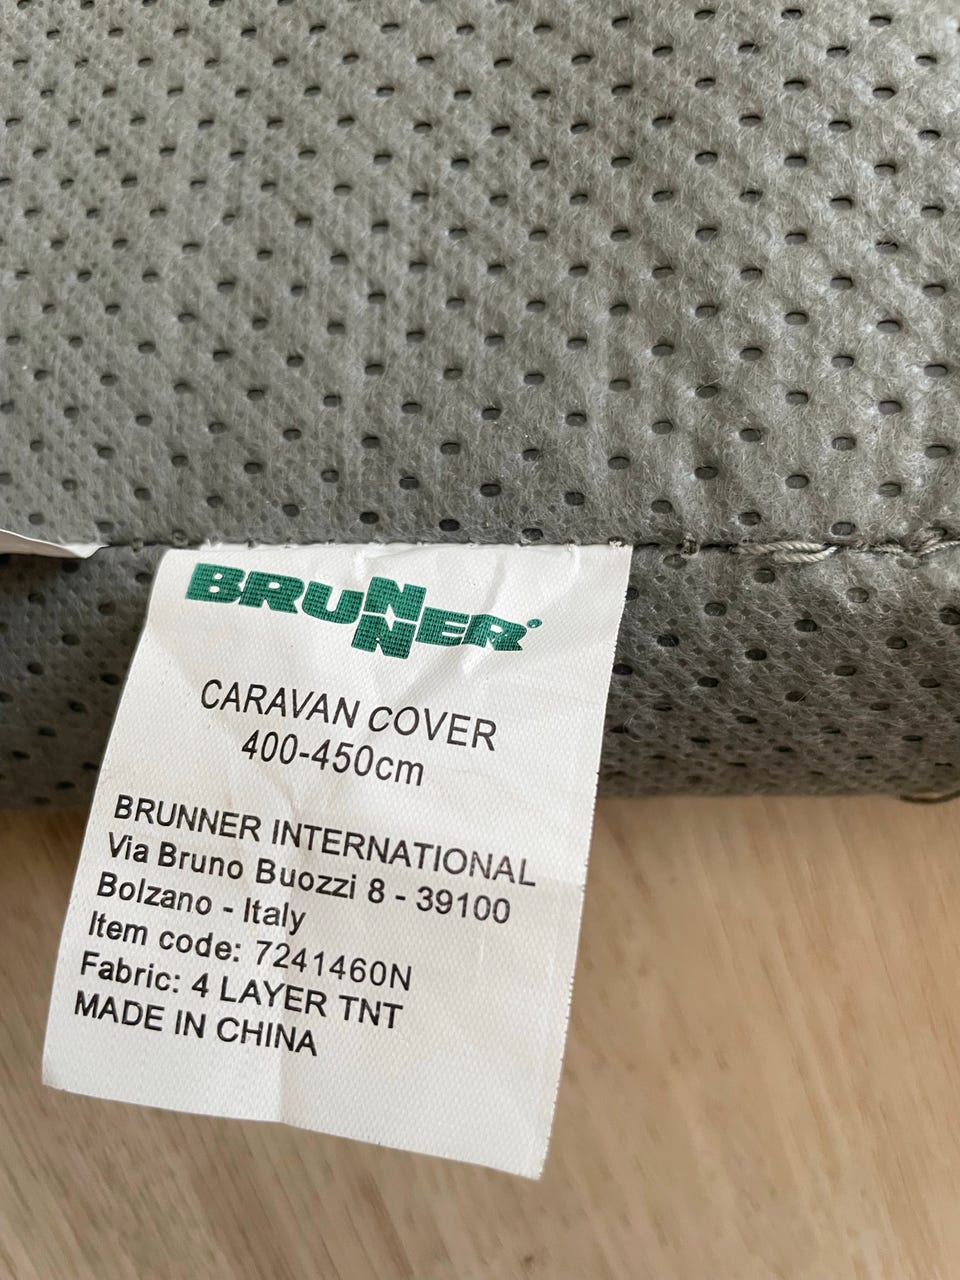 BRUNNER
CARAVAN COVER
400-450cm
BRUNNER INTERNATIONAL
Via Bruno Buozzi 8 - 39100
Bolzano - Italy
Item code: 7241460N
Fabric: 4 LAYER TNT
MADE IN CHINA